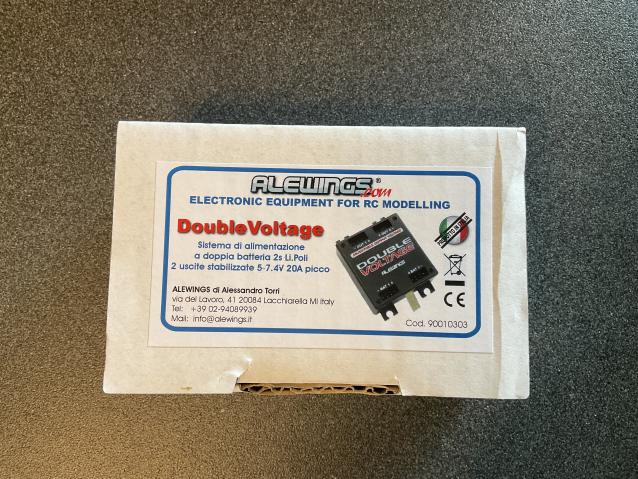 ALEWINGS®.com
ELECTRONIC EQUIPMENT FOR RC MODELLING
DoubleVoltage
Sistema di alimentazione
a doppia batteria 2s Li.Poli
2 uscite stabilizzate 5-7.4V 20A picco
DOUBLE
VOLTAGE
ALEWINGS
ALEWINGS di Alessandro Torri
via del Lavoro, 41 20084 Lacchiarella MI Italy
Tel: +39 02-94089939
Mail: info@alewings.it
CE
Cod. 90010303